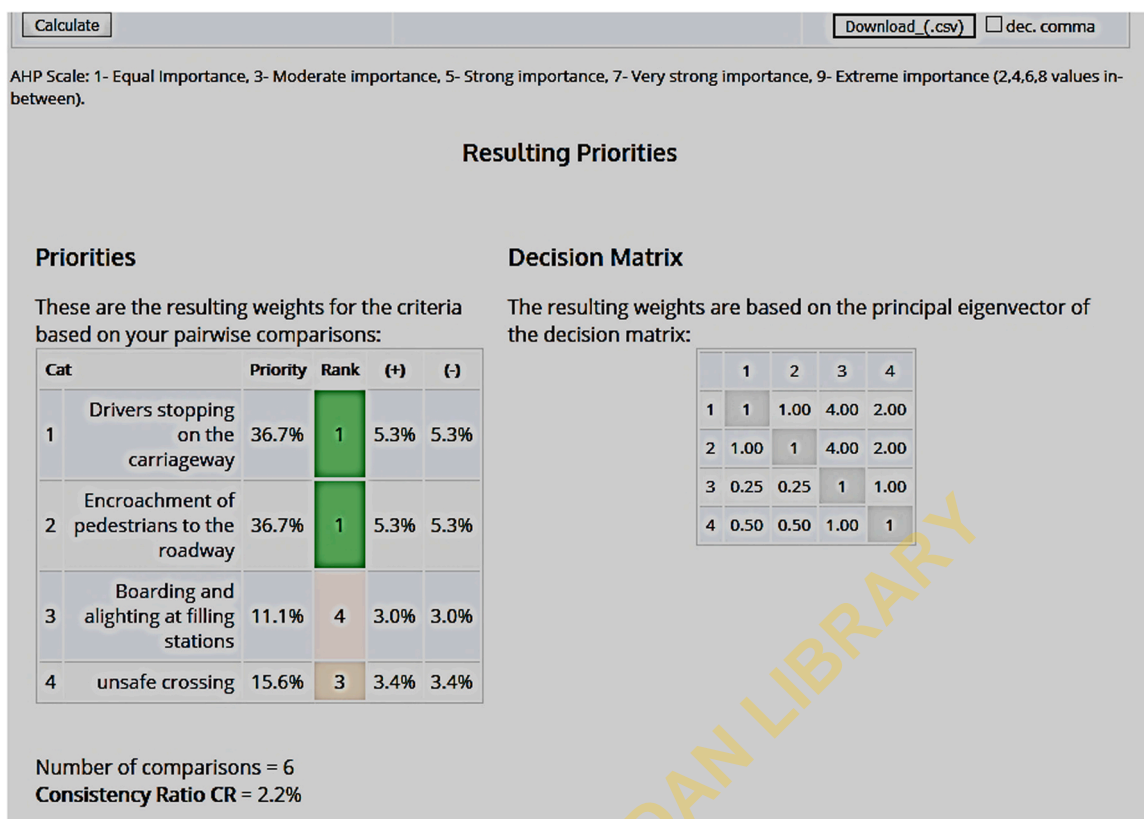 Calculate
Download_(.csv) dec. comma
AHP Scale: 1- Equal Importance, 3- Moderate importance, 5- Strong importance, 7- Very strong importance, 9- Extreme importance (2,4,6,8 values in-
between).
Resulting Priorities
Priorities
These are the resulting weights for the criteria
based on your pairwise comparisons:
Cat Priority Rank (+) (-)
1 Drivers stopping
on the
carriageway 36.7% 1 5.3% 5.3%
2 Encroachment of
pedestrians to the
roadway 36.7% 1 5.3% 5.3%
3 Boarding and
alighting at filling
stations 11.1% 4 3.0% 3.0%
4 unsafe crossing 15.6% 3 3.4% 3.4%
Number of comparisons = 6
Consistency Ratio CR = 2.2%
Decision Matrix
The resulting weights are based on the principal eigenvector of
the decision matrix:
1 2 3 4
1 1 1.00 4.00 2.00
2 1.00 1 4.00 2.00
3 0.25 0.25 1 1.00
4 0.50 0.50 1.00 1
LIBRARY